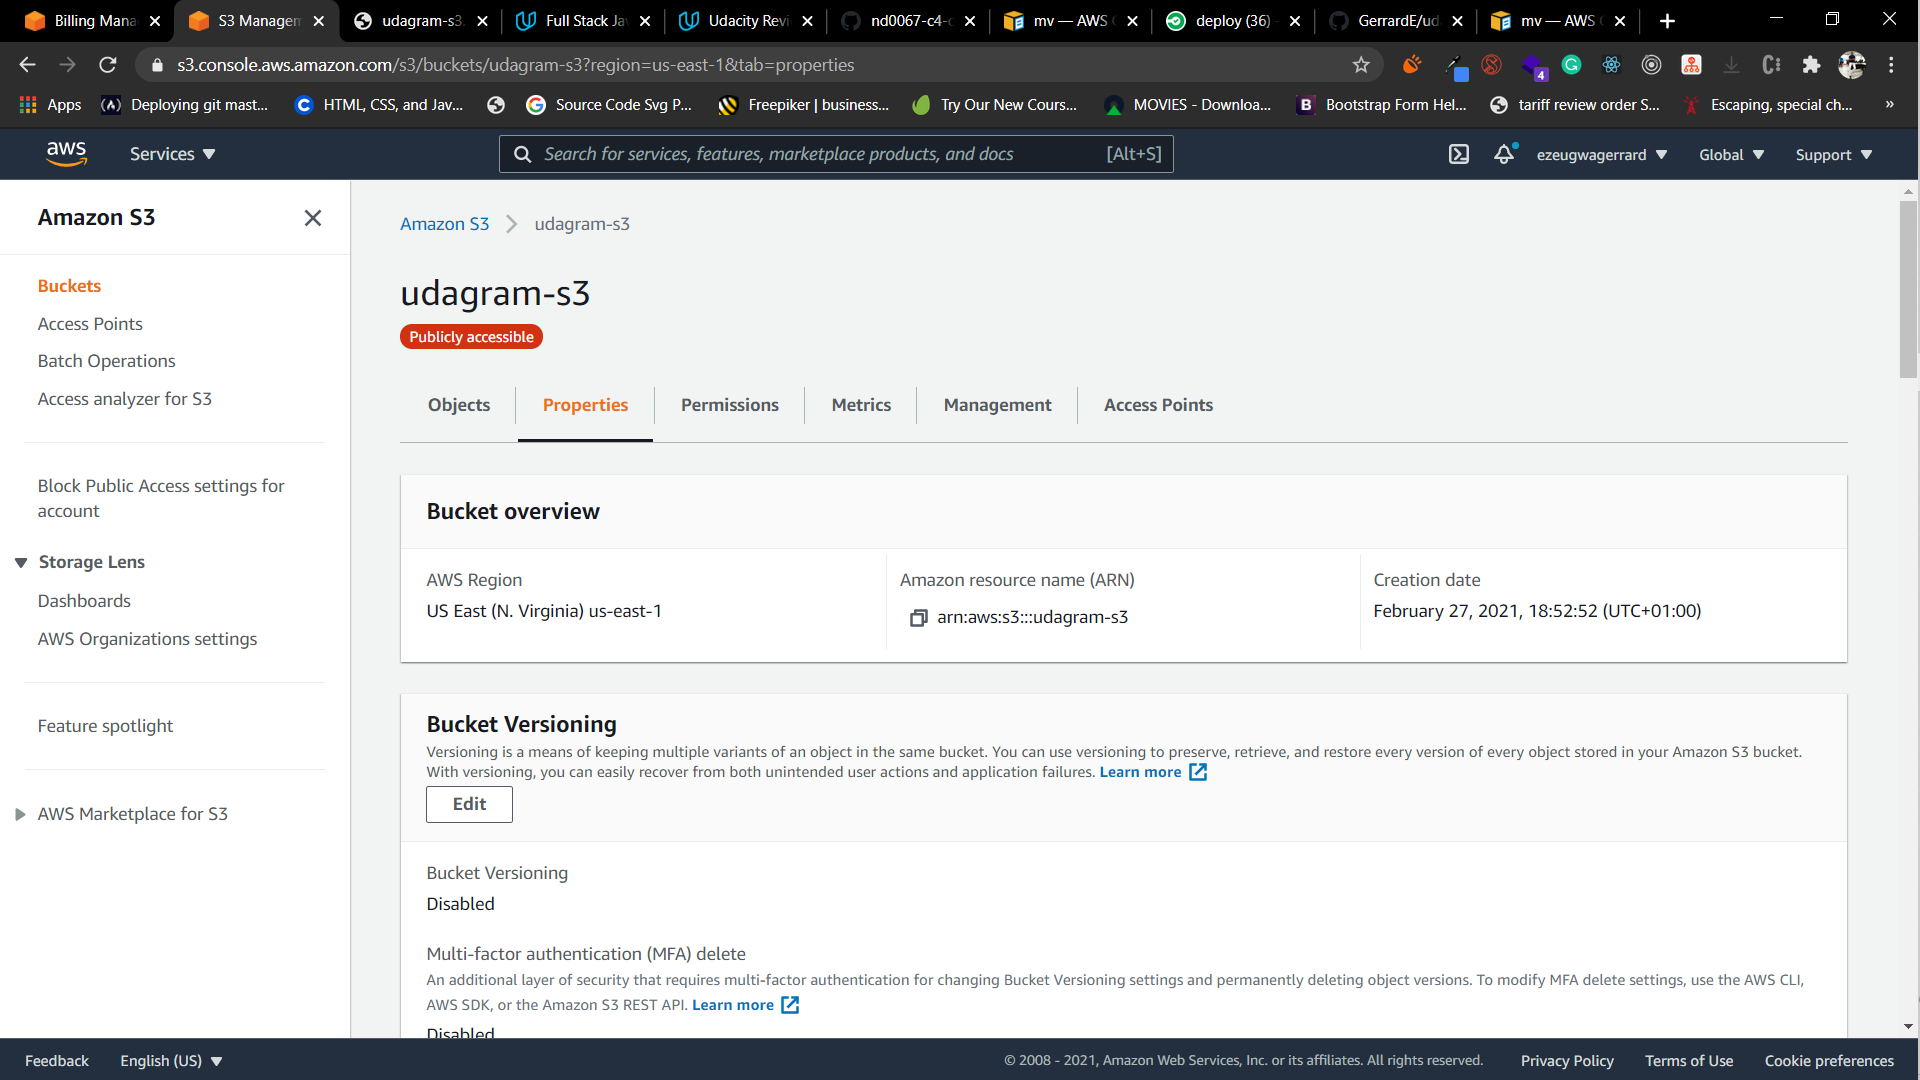 Billing Mana
S3 Managem
udagram-s3.
Full Stack Ja
Udacity Revi
nd0067-c4-c
mv — AWS C
deploy (36)
GerrardE/ud
mv — AWS C
s3.console.aws.amazon.com/s3/buckets/udagram-s3?region=us-east-1&tab=properties
4
Apps
Deploying git mast...
HTML, CSS, and Jav...
Source Code Svg P...
Freepiker | business...
Try Our New Cours...
MOVIES - Downloa...
B
Bootstrap Form Hel...
tariff review order S...
Escaping, special ch...
»
aws
Services
Search for services, features, marketplace products, and docs
[Alt+S]
ezeugwagerrard
Global
Support
Amazon S3
Buckets
Access Points
Batch Operations
Access analyzer for S3
Block Public Access settings for
account
Storage Lens
Dashboards
AWS Organizations settings
Feature spotlight
AWS Marketplace for S3
Amazon S3
udagram-s3
udagram-s3
Publicly accessible
Objects
Properties
Permissions
Metrics
Management
Access Points
Bucket overview
AWS Region
US East (N. Virginia) us-east-1
Amazon resource name (ARN)
arn:aws:s3:::udagram-s3
Creation date
February 27, 2021, 18:52:52 (UTC+01:00)
Bucket Versioning
Versioning is a means of keeping multiple variants of an object in the same bucket. You can use versioning to preserve, retrieve, and restore every version of every object stored in your Amazon S3 bucket.
With versioning, you can easily recover from both unintended user actions and application failures. Learn more
Edit
Bucket Versioning
Disabled
Multi-factor authentication (MFA) delete
An additional layer of security that requires multi-factor authentication for changing Bucket Versioning settings and permanently deleting object versions. To modify MFA delete settings, use the AWS CLI,
AWS SDK, or the Amazon S3 REST API. Learn more
Disabled
Feedback
English (US)
© 2008 - 2021, Amazon Web Services, Inc. or its affiliates. All rights reserved.
Privacy Policy
Terms of Use
Cookie preferences